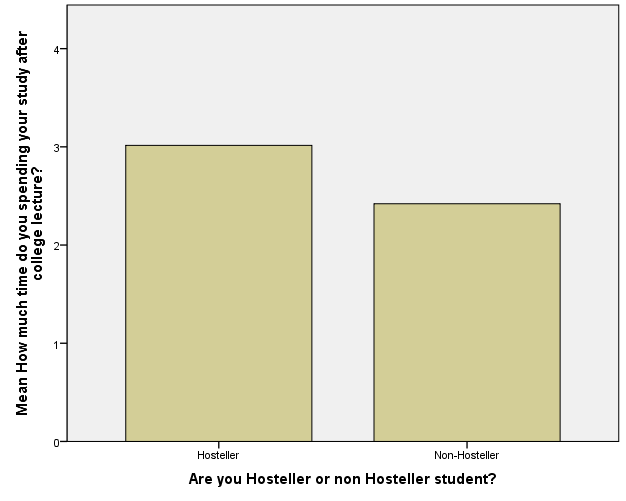 Mean How much time do you spending your study after
college lecture?
4
3
2
1
0
Hosteller
Non-Hosteller
Are you Hosteller or non Hosteller student?